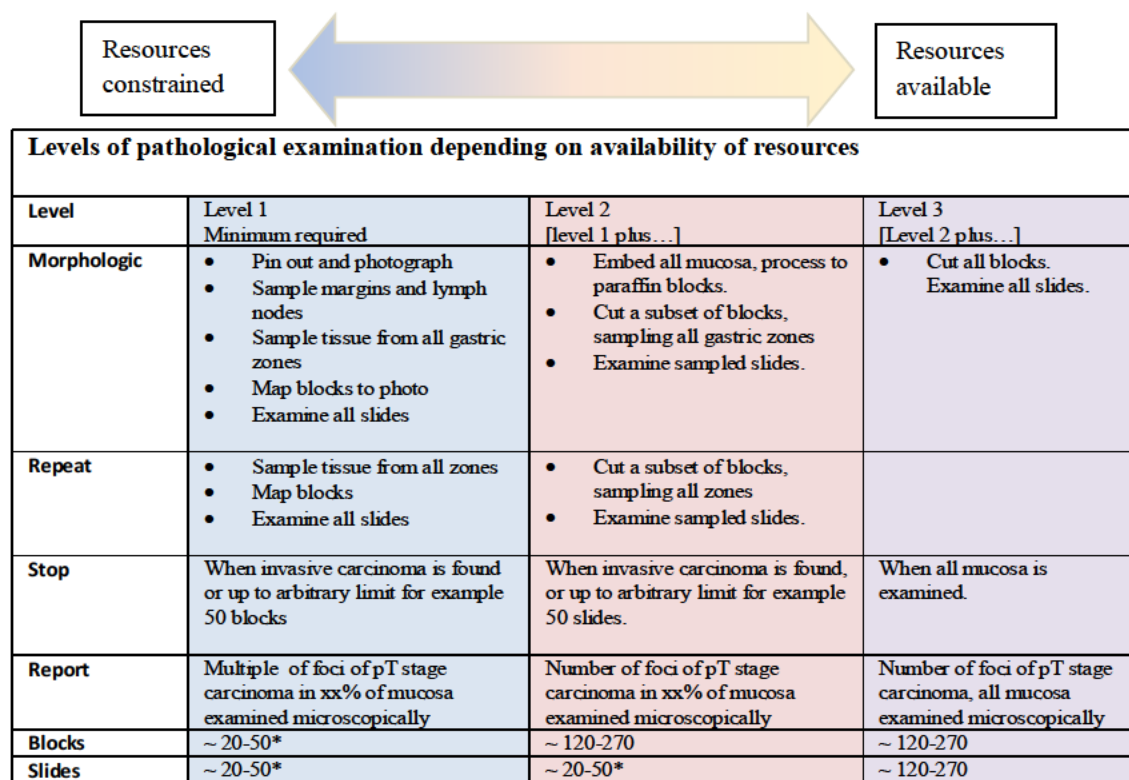 Resources
constrained
Resources
available
Levels of pathological examination depending on availability of resources
Level
Level 1
Minimum required
Level 2
[level 1 plus…]
Level 3
[Level 2 plus…]
Morphologic
• Pin out and photograph
• Sample margins and lymph
nodes
• Sample tissue from all gastric
zones
• Map blocks to photo
• Examine all slides
• Embed all mucosa, process to
paraffin blocks.
• Cut a subset of blocks,
sampling all gastric zones
• Examine sampled slides.
• Cut all blocks.
Examine all slides.
Repeat
• Sample tissue from all zones
• Map blocks
• Examine all slides
• Cut a subset of blocks,
sampling all zones
• Examine sampled slides.
Stop
When invasive carcinoma is found
or up to arbitrary limit for example
50 blocks
When invasive carcinoma is found,
or up to arbitrary limit for example
50 slides.
When all mucosa is
examined.
Report
Multiple of foci of pT stage
carcinoma in xx% of mucosa
examined microscopically
Number of foci of pT stage
carcinoma in xx% of mucosa
examined microscopically
Number of foci of pT stage
carcinoma, all mucosa
examined microscopically
Blocks
~ 20-50*
~ 120-270
~ 120-270
Slides
~ 20-50*
~ 20-50*
~ 120-270